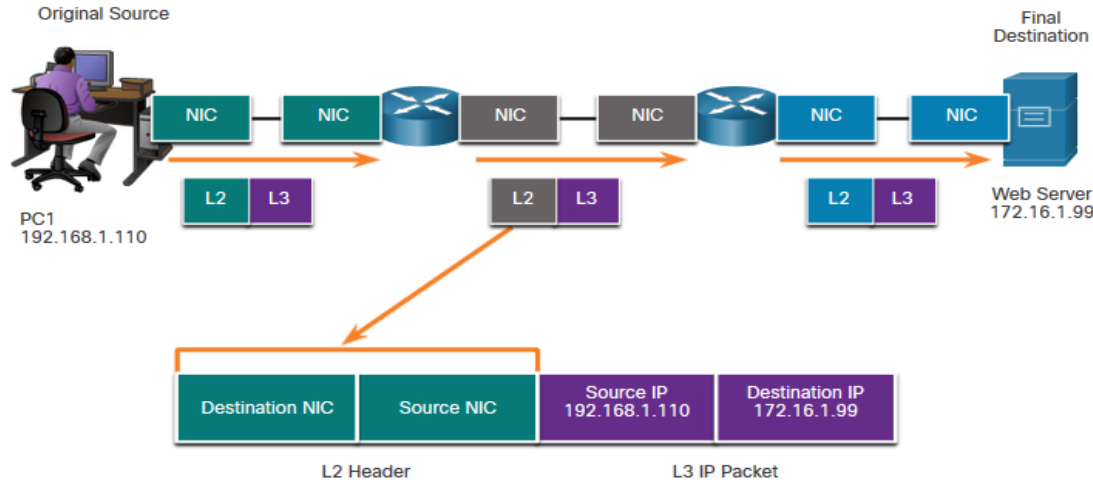 Original Source
Final
Destination
NIC
NIC
NIC
NIC
NIC
NIC
L2 L3
L2 L3
L2 L3
PC1
192.168.1.110
Web Server
172.16.1.99
Destination NIC
Source NIC
Source IP
192.168.1.110
Destination IP
172.16.1.99
L2 Header
L3 IP Packet